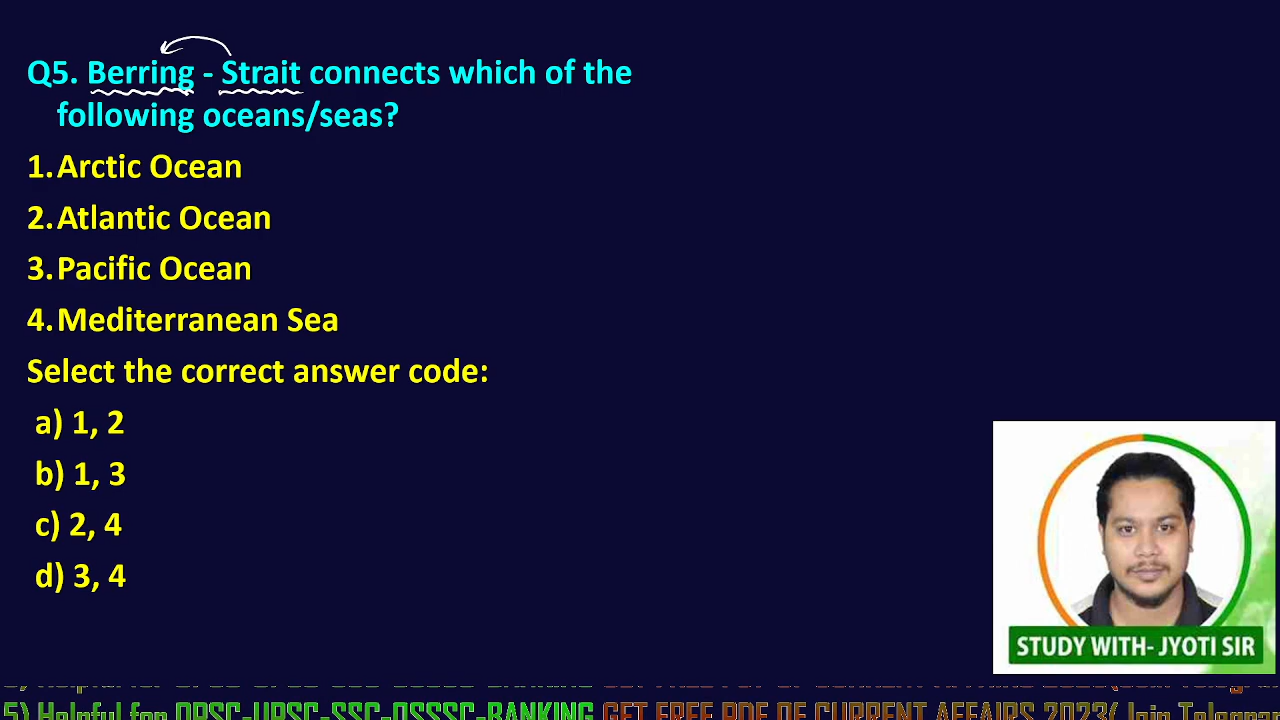 Q5. Berring - Strait connects which of the
following oceans/seas?
1. Arctic Ocean
2. Atlantic Ocean
3. Pacific Ocean
4. Mediterranean Sea
Select the correct answer code:
a) 1, 2
b) 1, 3
c) 2, 4
d) 3, 4
STUDY WITH- JYOTI SIR
5) Helpful for OPSC-UPSC-SSC-OSSSC-BANKING GET FREE PDF OF CURRENT AFFAIRS 2023( Join